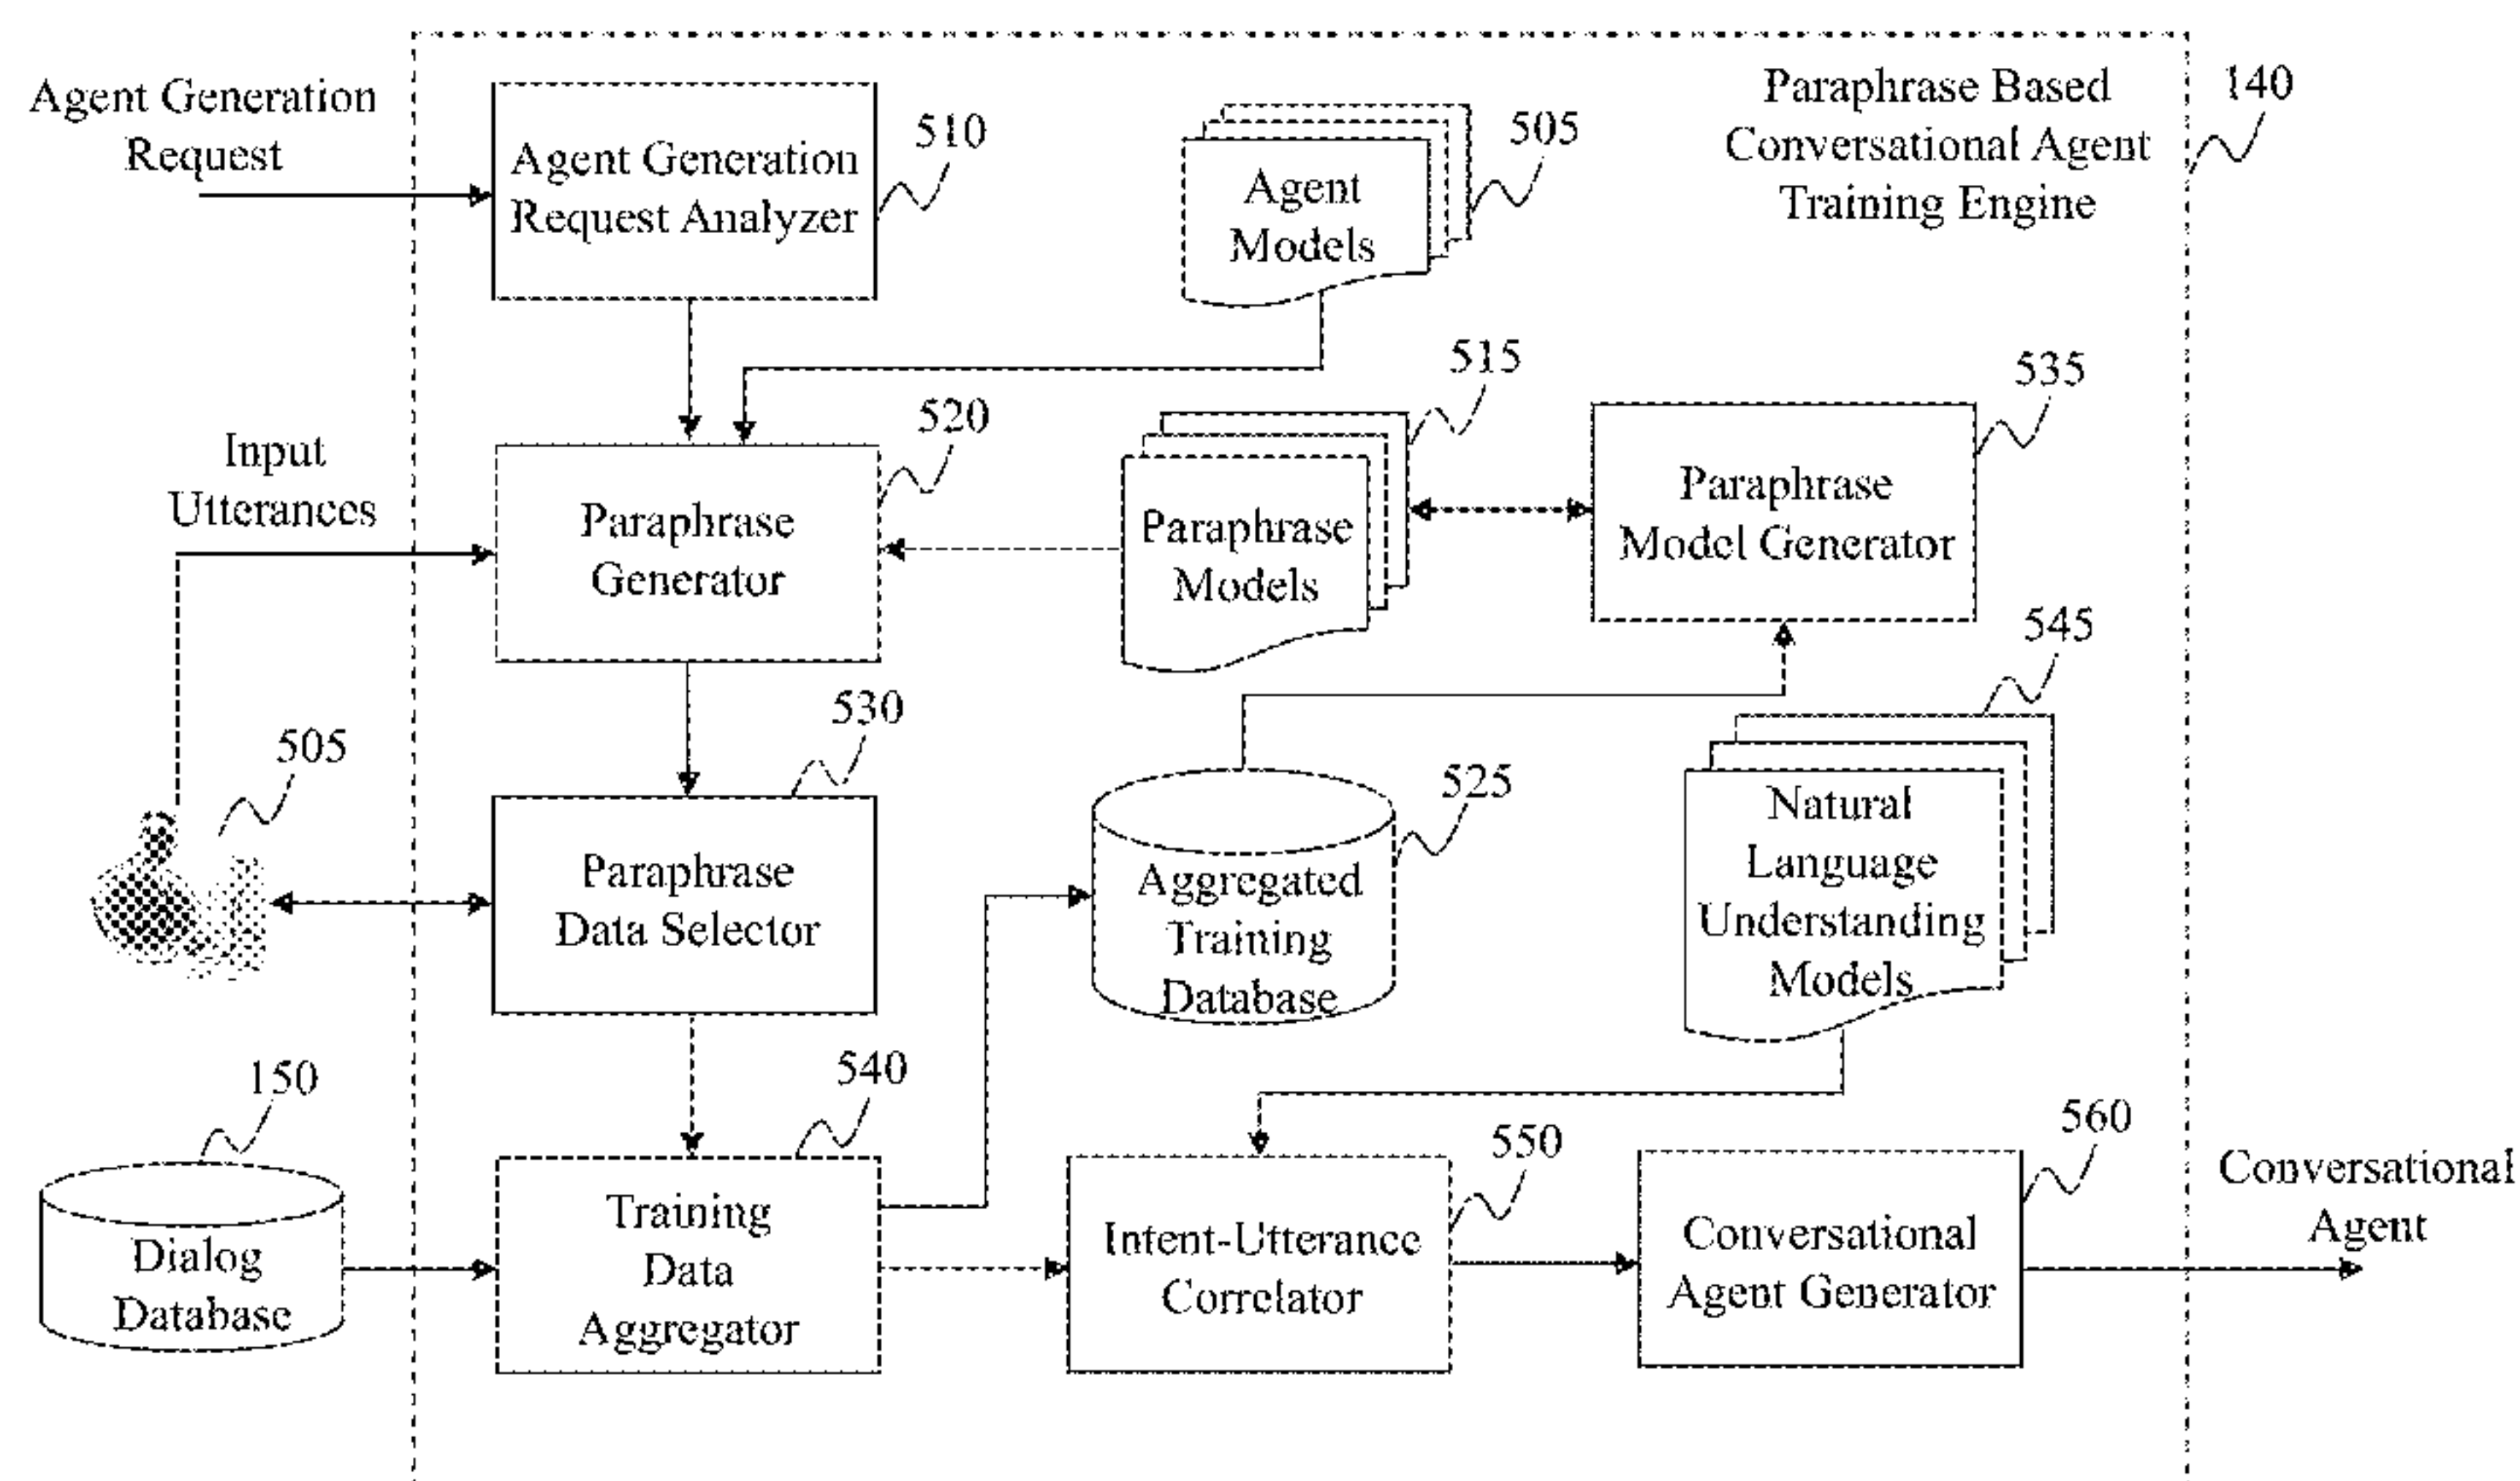 Agent Generation
Request
Agent Generation
Request Analyzer
510
Agent
Models
505
Paraphrase Based
Conversational Agent
Training Engine
140
Input
Utterances
Paraphrase
Generator
520
Paraphrase
Models
515
Paraphrase
Model Generator
535
505
Paraphrase
Data Selector
530
Aggregated
Training
Database
525
Natural
Language
Understanding
Models
545
150
Dialog
Database
Training
Data
Aggregator
540
Intent-Utterance
Correlator
550
Conversational
Agent Generator
560
Conversational
Agent